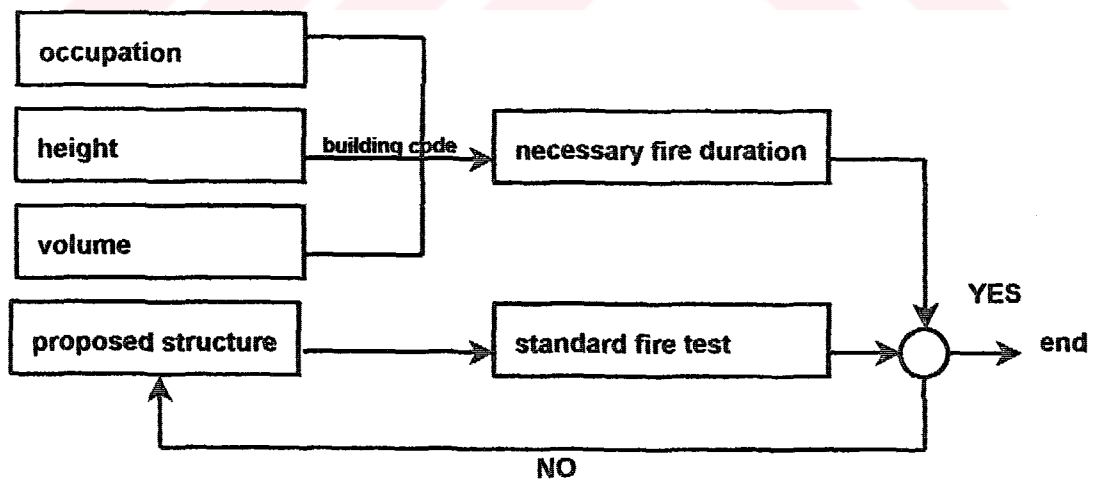 occupation
height
building code
necessary fire duration
volume
YES
proposed structure
standard fire test
end
NO